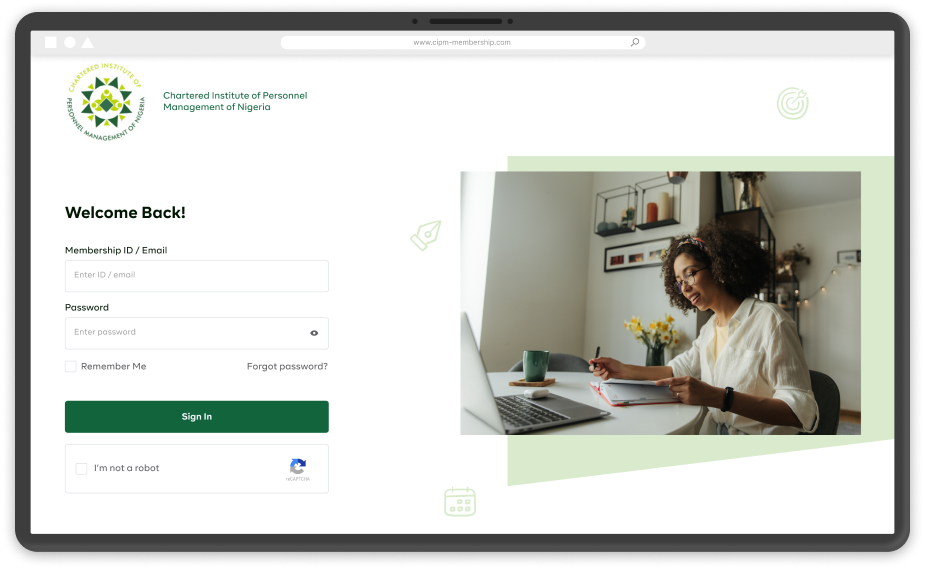 www.cipm-membership.com
CHARTERED INSTITUTE OF
PERSONNEL MANAGEMENT OF NIGERIA
Chartered Institute of Personnel
Management of Nigeria
Welcome Back!
Membership ID / Email
Enter ID / email
Password
Enter password
Remember Me
Forgot password?
Sign In
I'm not a robot
reCAPTCHA